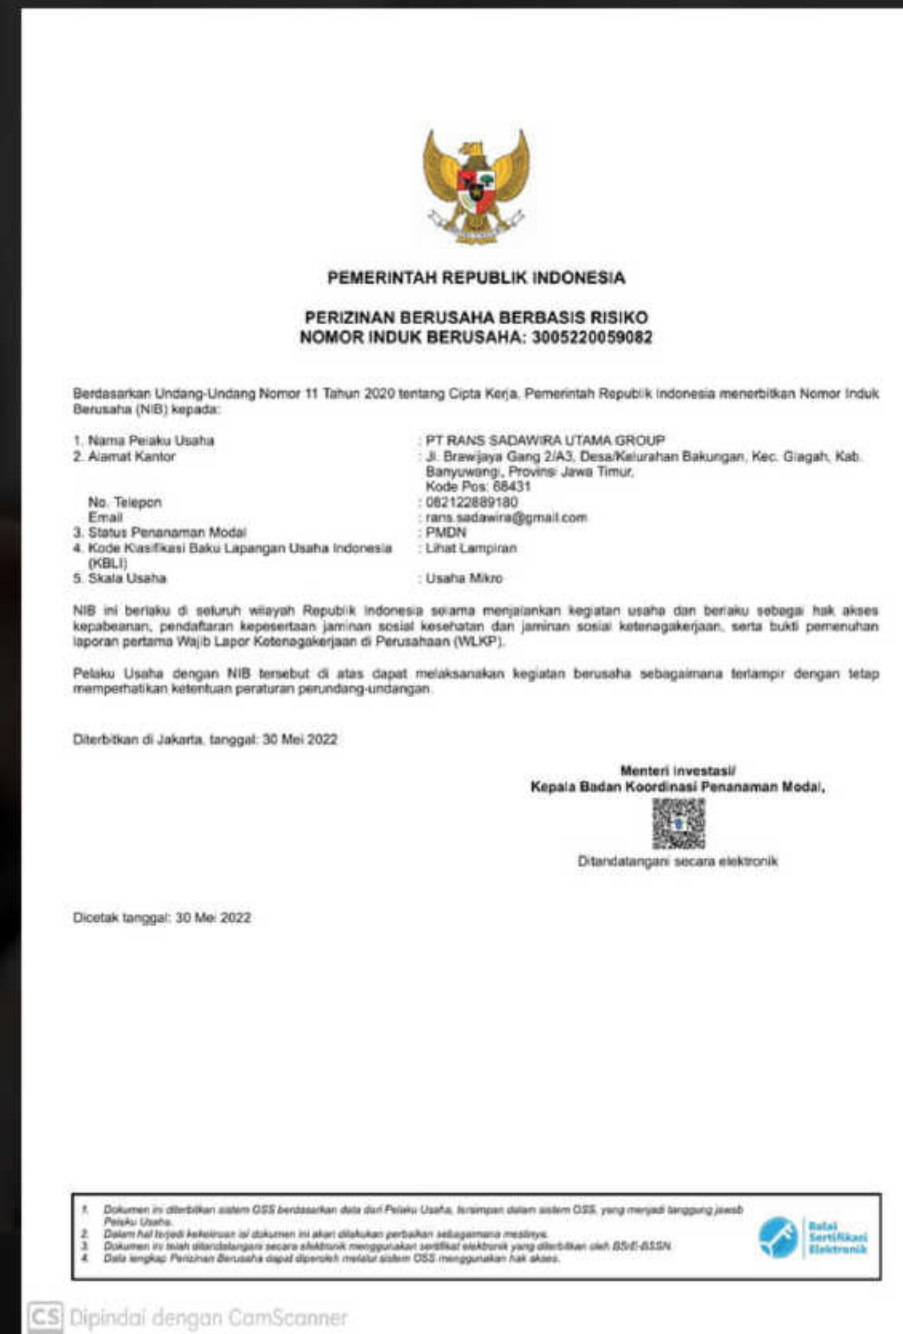 PEMERINTAH REPUBLIK INDONESIA
PERIZINAN BERUSAHA BERBASIS RISIKO
NOMOR INDUK BERUSAHA: 3005220059082
Berdasarkan Undang-Undang Nomor 11 Tahun 2020 tentang Cipta Kerja, Pemerintah Republik Indonesia menerbitkan Nomor Induk
Berusaha (NIB) kepada:
1. Nama Pelaku Usaha : PT RANS SADAWIRA UTAMA GROUP
2. Alamat Kantor : Jl. Brawijaya Gang 2/A3, Desa/Kelurahan Bakungan, Kec. Glagah, Kab.
Banyuwangi, Provinsi Jawa Timur,
Kode Pos: 68431
No. Telepon : 082122889180
Email : rans.sadawira@gmail.com
3. Status Penanaman Modal : PMDN
4. Kode Klasifikasi Baku Lapangan Usaha Indonesia : Lihat Lampiran
(KBLI)
5. Skala Usaha : Usaha Mikro
NIB ini berlaku di seluruh wilayah Republik Indonesia selama menjalankan kegiatan usaha dan berlaku sebagai hak akses
kepabeanan, pendaftaran kepesertaan jaminan sosial kesehatan dan jaminan sosial ketenagakerjaan, serta bukti pemenuhan
laporan pertama Wajib Lapor Ketenagakerjaan di Perusahaan (WLKP).
Pelaku Usaha dengan NIB tersebut di atas dapat melaksanakan kegiatan berusaha sebagaimana terlampir dengan tetap
memperhatikan ketentuan peraturan perundang-undangan.
Diterbitkan di Jakarta, tanggal: 30 Mei 2022
Menteri Investasi/
Kepala Badan Koordinasi Penanaman Modal,
Ditandatangani secara elektronik
Dicetak tanggal: 30 Mei 2022
1. Dokumen ini diterbitkan sistem OSS berdasarkan data dari Pelaku Usaha, tersimpan dalam sistem OSS, yang menjadi tanggung jawab
Pelaku Usaha.
2. Dalam hal terjadi kekeliruan isi dokumen ini akan dilakukan perbaikan sebagaimana mestinya.
3. Dokumen ini telah ditandatangani secara elektronik menggunakan sertifikat elektronik yang diterbitkan oleh BSrE-BSSN.
4. Data lengkap Perizinan Berusaha dapat diperoleh melalui sistem OSS menggunakan hak akses.
Balai
Sertifikasi
Elektronik
CS Dipindai dengan CamScanner